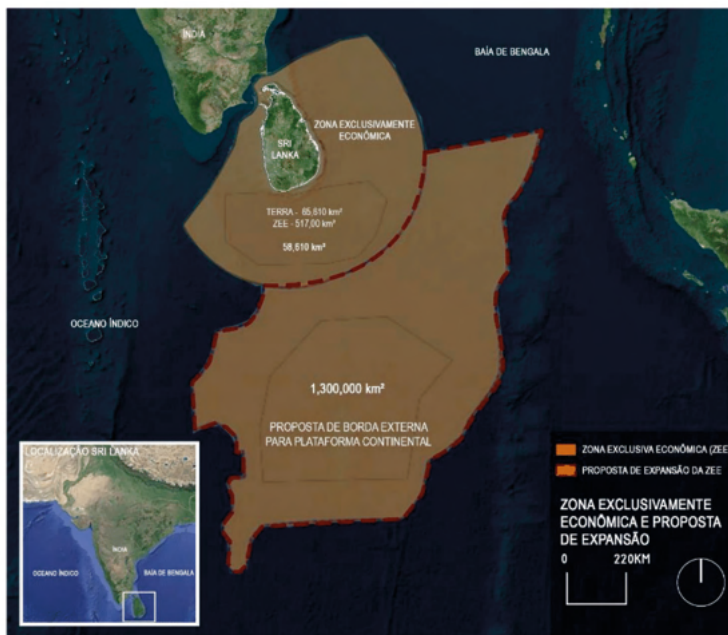 ÍNDIA
BAÍA DE BENGALA
ZONA EXCLUSIVAMENTE
ECONÔMICA
SRI
LANKA
TERRA - 65,610 km²
ZEE - 517,00 km²
58,610 km²
OCEANO ÍNDICO
1,300,000 km²
PROPOSTA DE BORDA EXTERNA
PARA PLATAFORMA CONTINENTAL
LOCALIZAÇÃO SRI LANKA
ÍNDIA
OCEANO ÍNDICO
BAÍA DE BENGALA
ZONA EXCLUSIVA ECONÔMICA (ZEE
PROPOSTA DE EXPANSÃO DA ZEE
ZONA EXCLUSIVAMENTE
ECONÔMICA E PROPOSTA
DE EXPANSÃO
0 220KM